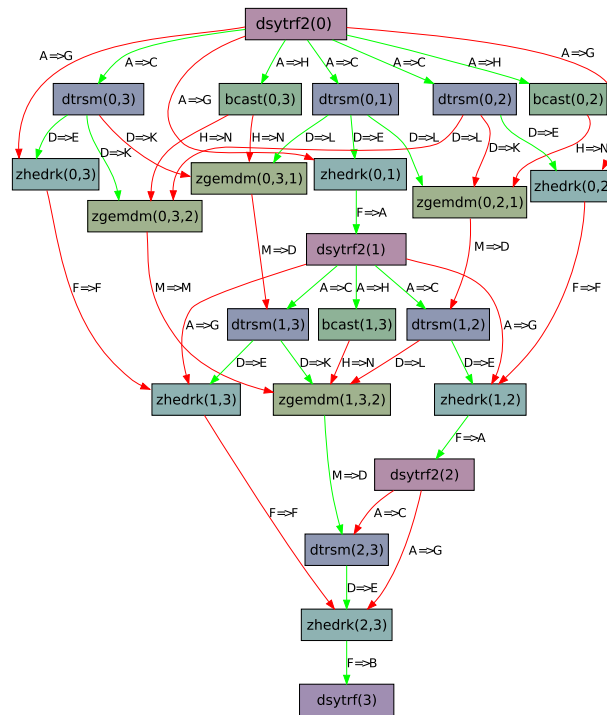 dsytrf2(0)
A=>G
A=>C
A=>H
A=>C
A=>C
A=>H
A=>G
dtrsm(0,3)
bcast(0,3)
dtrsm(0,1)
dtrsm(0,2)
bcast(0,2)
A=>G
D=>E
D=>K
D=>K
H=>N
H=>N
D=>L
D=>E
D=>L
D=>L
D=>K
D=>E
H=>N
zhedrk(0,3)
zgemdm(0,3,1)
zhedrk(0,1)
zhedrk(0,2
zgemdm(0,3,2)
zgemdm(0,2,1)
F=>A
dsytrf2(1)
M=>D
M=>D
F=>F
M=>M
A=>C
A=>H
A=>C
F=>F
A=>G
dtrsm(1,3)
bcast(1,3)
dtrsm(1,2)
A=>G
D=>E
D=>K
H=>N
D=>L
D=>E
zhedrk(1,3)
zgemdm(1,3,2)
zhedrk(1,2)
F=>A
dsytrf2(2)
M=>D
F=>F
A=>C
A=>G
dtrsm(2,3)
D=>E
zhedrk(2,3)
F=>B
dsytrf(3)